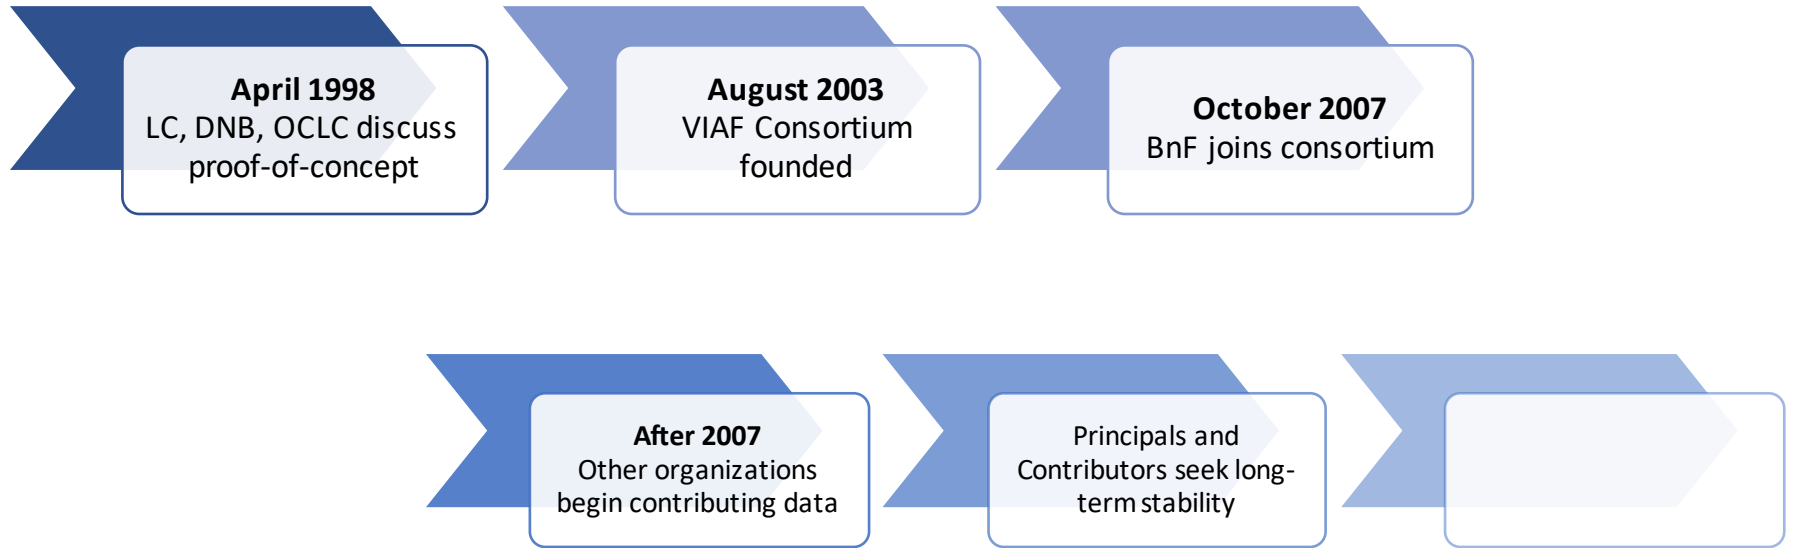 April 1998
LC, DNB, OCLC discuss
proof-of-concept
August 2003
VIAF Consortium
founded
October 2007
BnF joins consortium
After 2007
Other organizations
begin contributing data
Principals and
Contributors seek long-
term stability